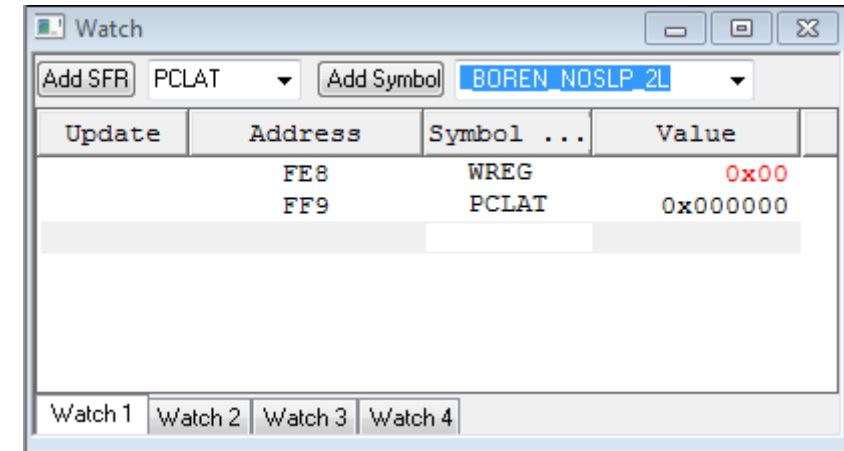 Watch
Add SFR PCLAT Add Symbol _BOREN_NOSLP_2L
Update Address Symbol ... Value
FE8 WREG 0x00
FF9 PCLAT 0x000000
Watch 1 Watch 2 Watch 3 Watch 4